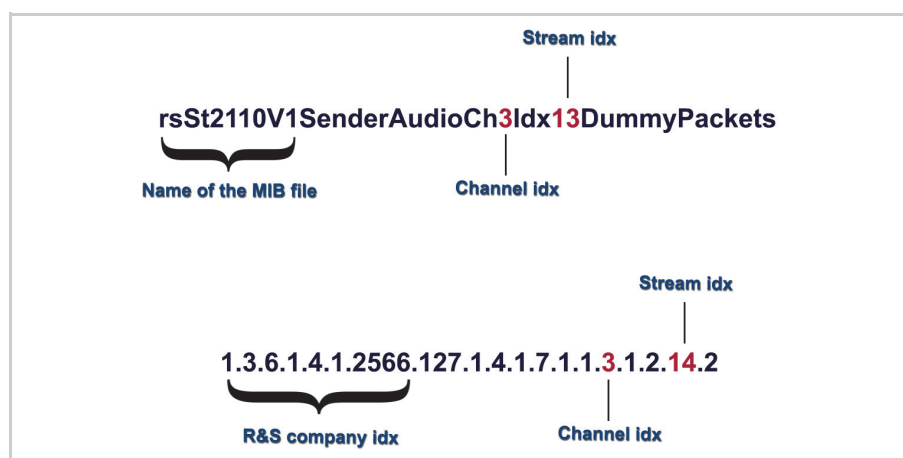 Stream idx
rsSt2110V1SenderAudioCh3Idx13DummyPackets
Name of the MIB file
Channel idx
Stream idx
1.3.6.1.4.1.2566.127.1.4.1.7.1.1.3.1.2.14.2
R&S company idx
Channel idx